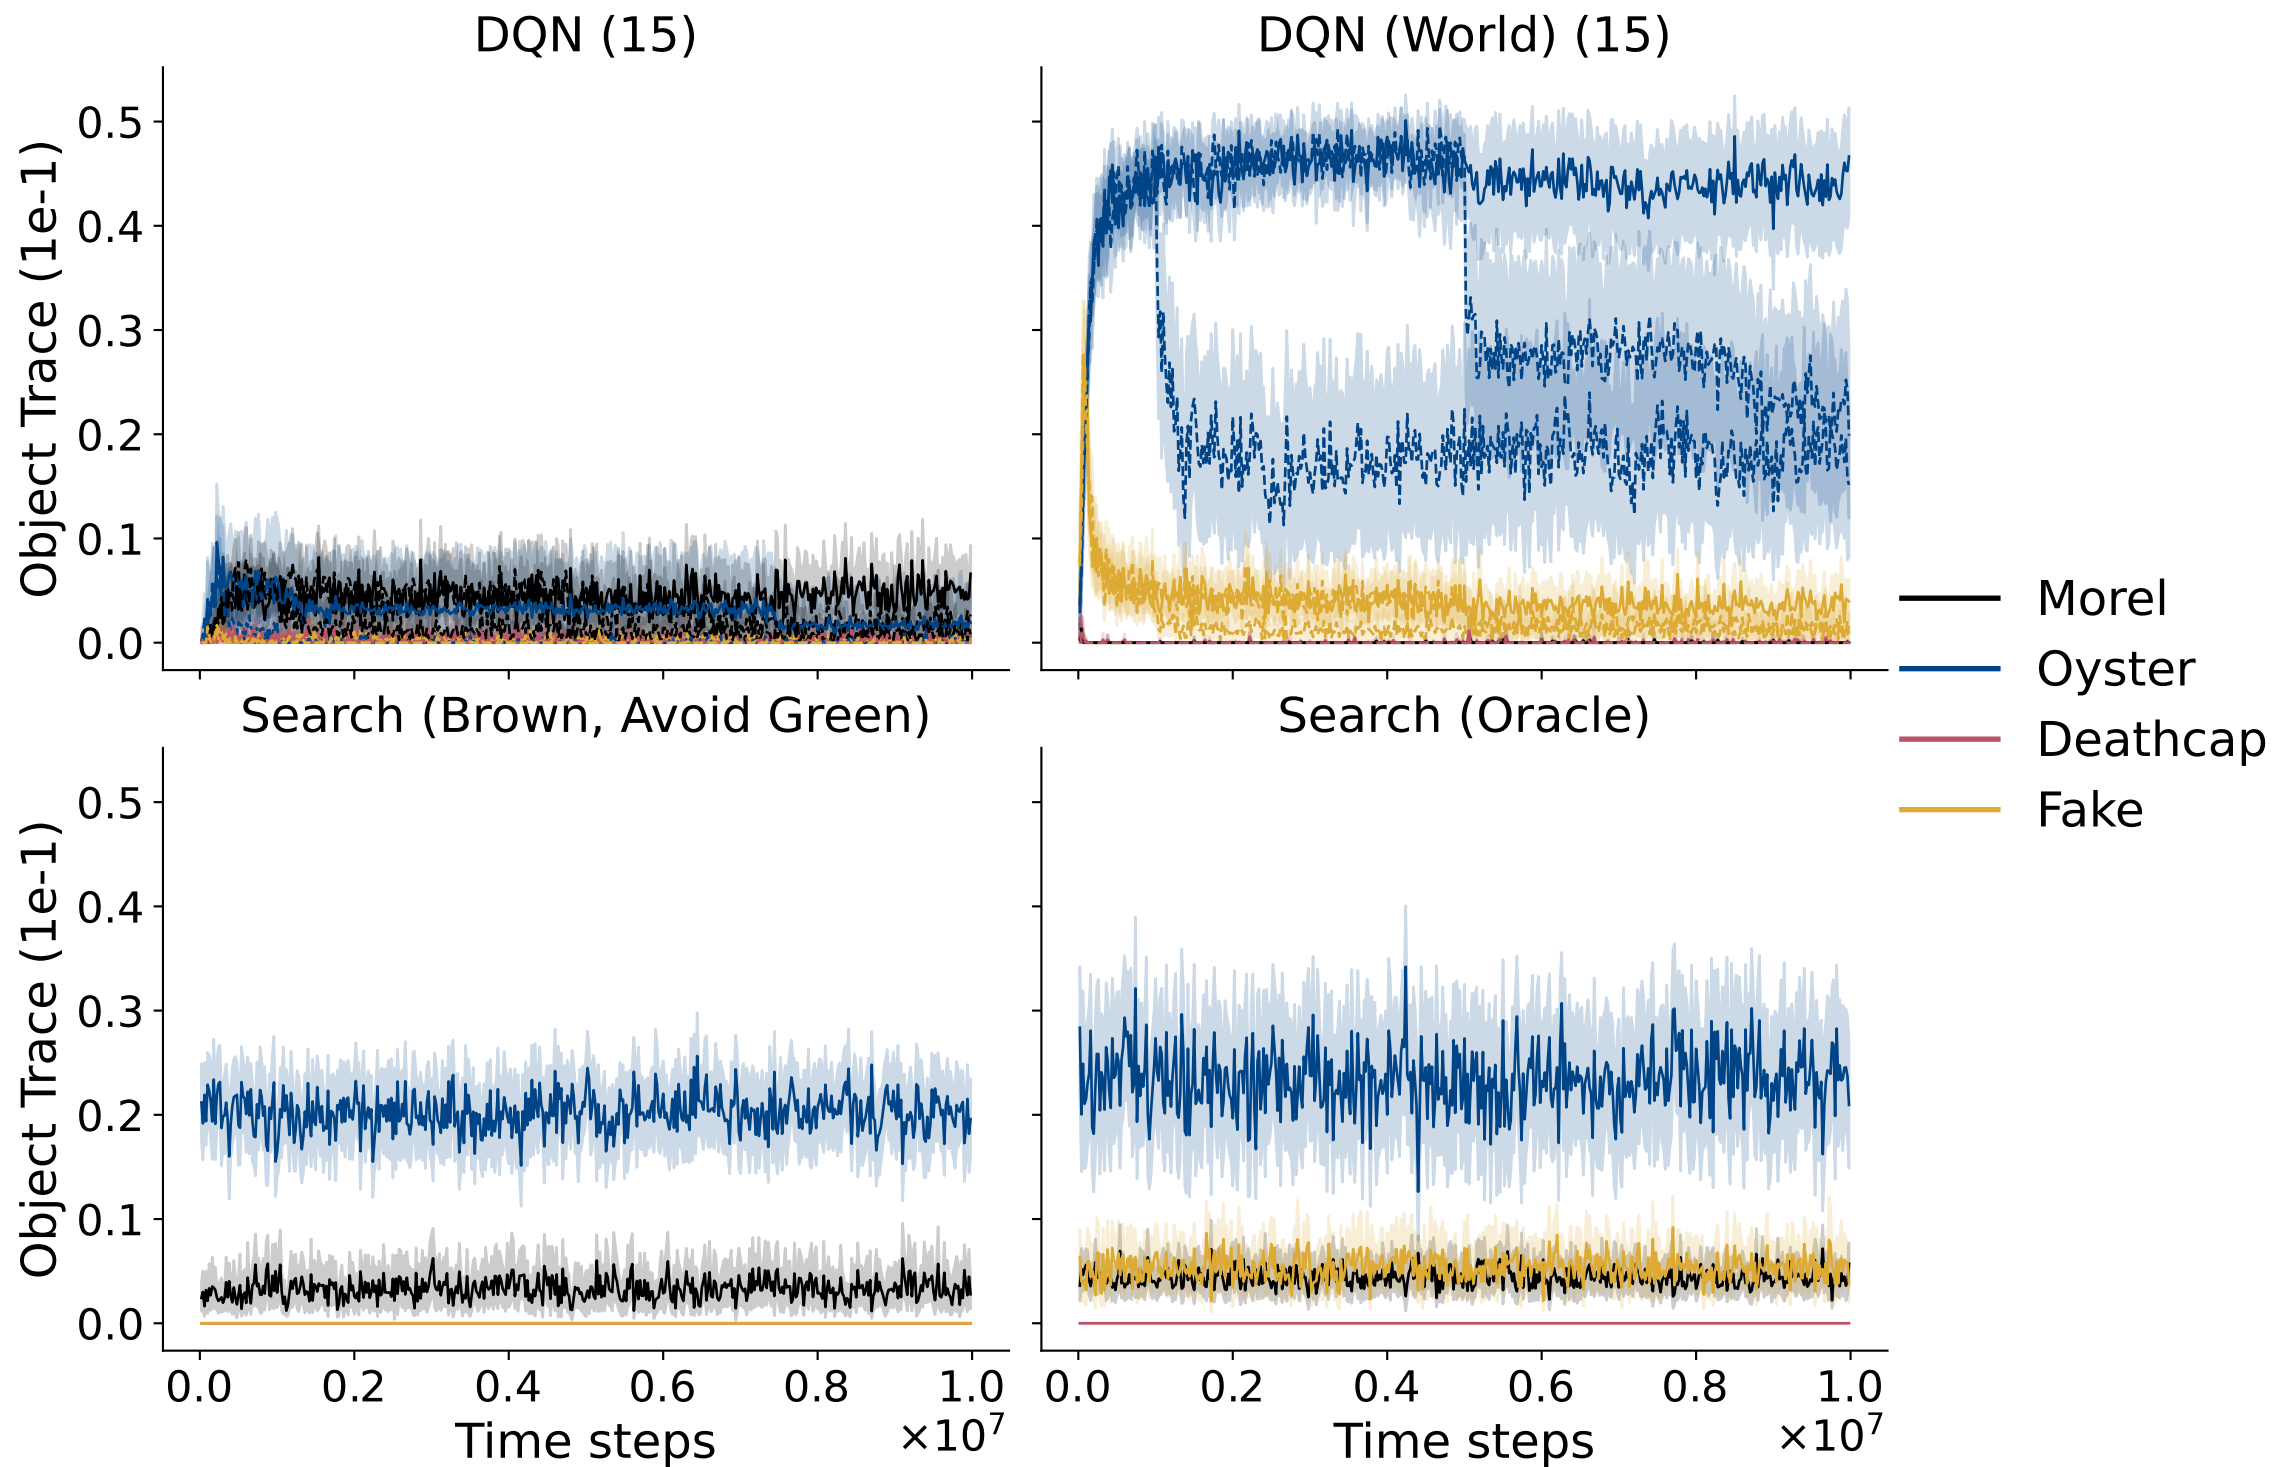 DQN (15)
DQN (World) (15)
Object Trace (1e-1)
0.5
0.4
0.3
0.2
0.1
0.0
Morel
Oyster
Deathcap
Fake
Search (Brown, Avoid Green)
Search (Oracle)
Object Trace (1e-1)
0.5
0.4
0.3
0.2
0.1
0.0
0.0 0.2 0.4 0.6 0.8 1.0
×10⁷
Time steps
0.0 0.2 0.4 0.6 0.8 1.0
×10⁷
Time steps